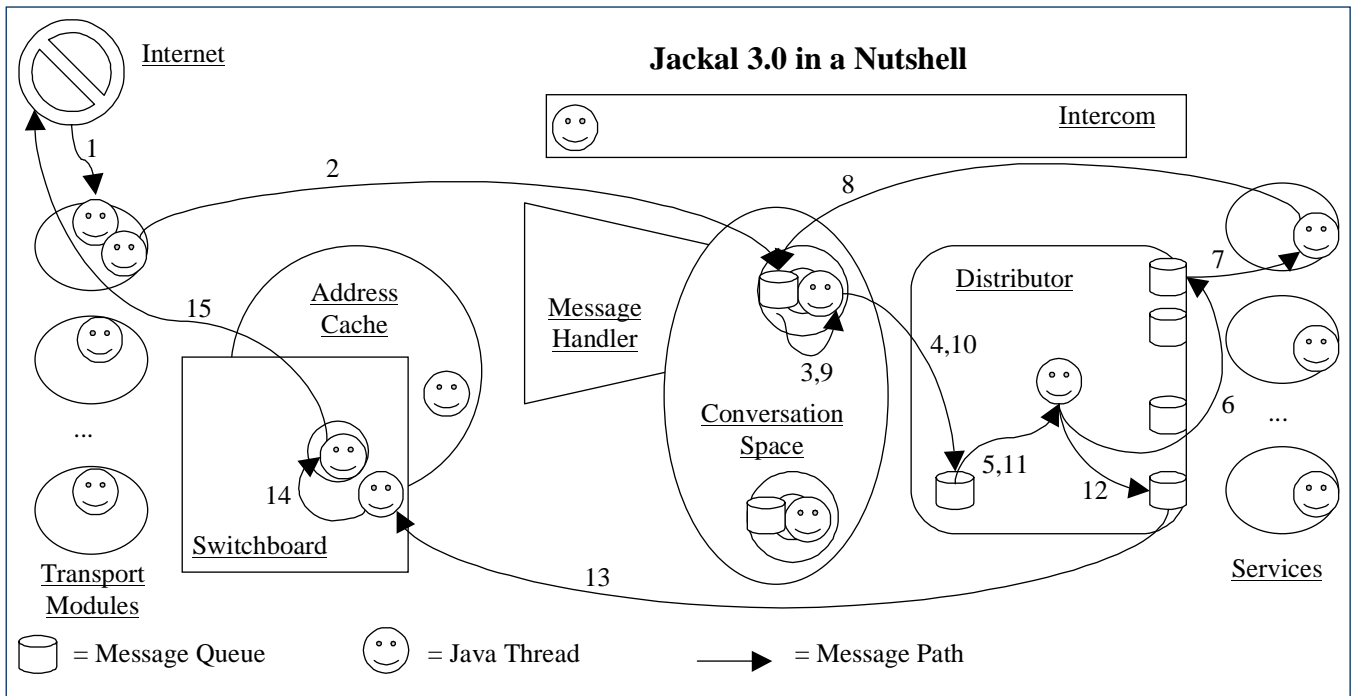 Internet
Jackal 3.0 in a Nutshell
Intercom
1
2
8
7
15
Address
Cache
Message
Handler
Distributor
3,9
4,10
6
...
...
Conversation
Space
5,11
12
14
Switchboard
13
Transport
Modules
Services
= Message Queue
= Java Thread
= Message Path